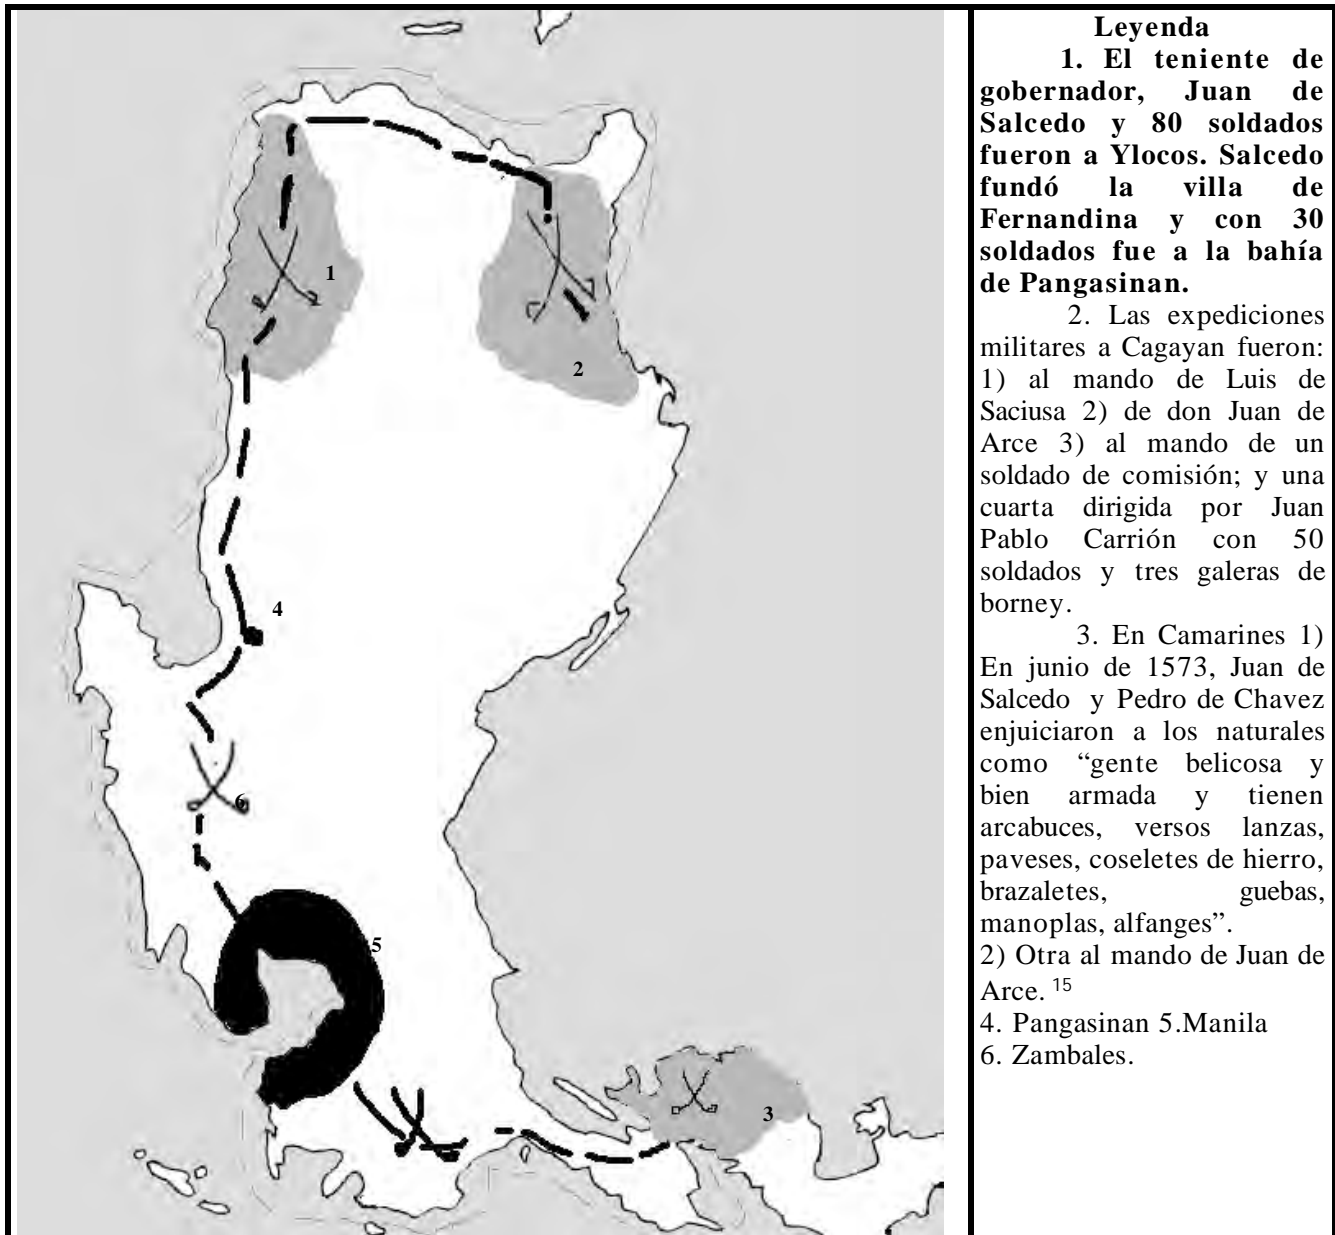 1
2
4
6
5
3
Leyenda
1. El teniente de
gobernador, Juan de
Salcedo y 80 soldados
fueron a Ylocos. Salcedo
fundó la villa de
Fernandina y con 30
soldados fue a la bahía
de Pangasinan.
2. Las expediciones
militares a Cagayan fueron:
1) al mando de Luis de
Saciusa 2) de don Juan de
Arce 3) al mando de un
soldado de comisión; y una
cuarta dirigida por Juan
Pablo Carrión con 50
soldados y tres galeras de
borney.
3. En Camarines 1)
En junio de 1573, Juan de
Salcedo y Pedro de Chavez
enjuiciaron a los naturales
como “gente belicosa y
bien armada y tienen
arcabuces, versos lanzas,
paveses, coseletes de hierro,
brazaletes, guebas,
manoplas, alfanges”.
2) Otra al mando de Juan de
Arce. 15
4. Pangasinan 5.Manila
6. Zambales.